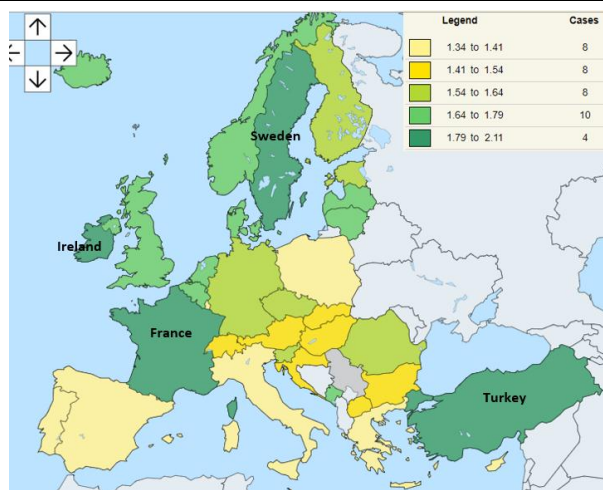 Legend Cases
1.34 to 1.41 8
1.41 to 1.54 8
1.54 to 1.64 8
1.64 to 1.79 10
1.79 to 2.11 4
Sweden
Ireland
France
Turkey